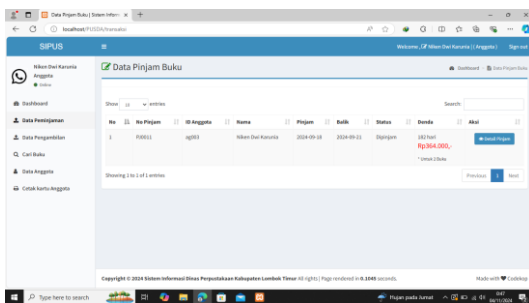 Data Pinjam Buku | Sistem Inform
localhost/PUSDA/transaksi
SIPUS
Welcome, Niken Dwi Karunia | ( Anggota )
Sign out
Niken Dwi Karunia
Anggota
Online
Dashboard
Data Peminjaman
Data Pengembalian
Cari Buku
Data Anggota
Cetak kartu Anggota
Data Pinjam Buku
Dashboard
Data Pinjam Buku
Show 10 entries
Search:
No No Pinjam ID Anggota Nama Pinjam Balik Status Denda Aksi
1 PJ0011 ag003 Niken Dwi Karunia 2024-09-16 2024-09-21 Dipinjam 182 hari
Rp364.000,-
* Untuk 2 Buku
Detail Pinjam
Showing 1 to 1 of 1 entries
Previous 1 Next
Copyright © 2024 Sistem Informasi Dinas Perpustakaan Kabupaten Lombok Timur All rights | Page rendered in 0.1045 seconds.
Made with ♥ Codekop
Type here to search
Hujan pada Jumat
0:47